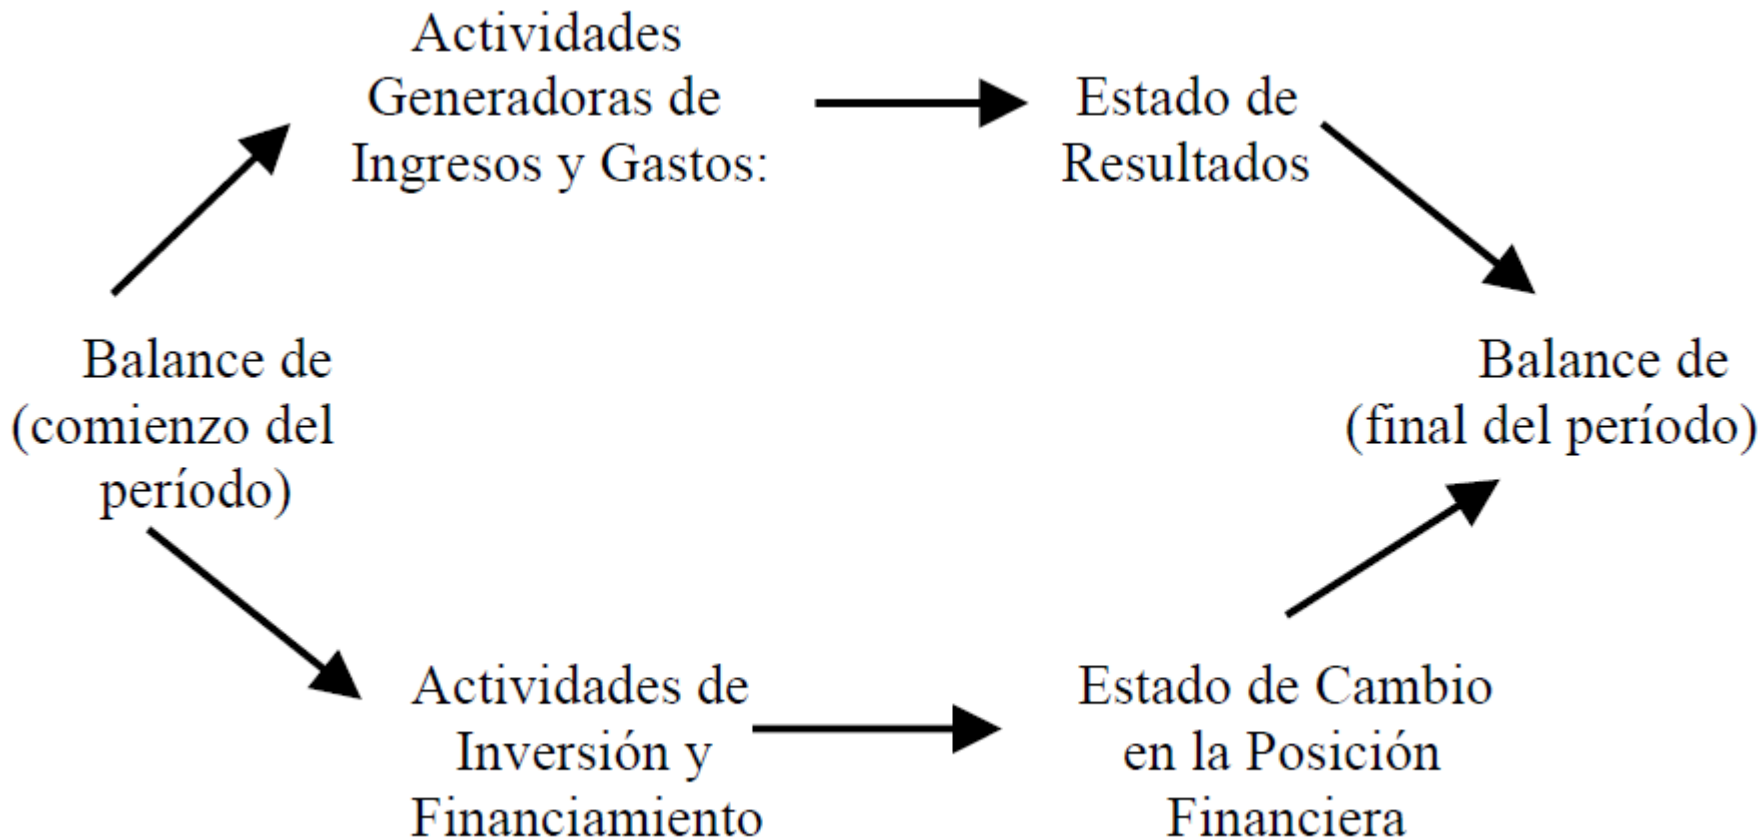 Actividades
Generadoras de
Ingresos y Gastos:
Estado de
Resultados
Balance de
(comienzo del
período)
Balance de
(final del período)
Actividades de
Inversión y
Financiamiento
Estado de Cambio
en la Posición
Financiera